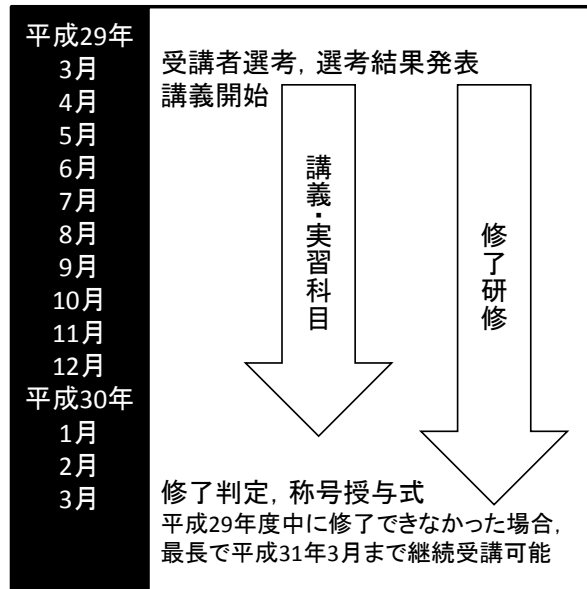 平成29年
3月
4月
5月
6月
7月
8月
9月
10月
11月
12月
平成30年
1月
2月
3月
受講者選考, 選考結果発表
講義開始
講義・実習科目
修了研修
修了判定, 称号授与式
平成29年度中に修了できなかった場合,
最長で平成31年3月まで継続受講可能